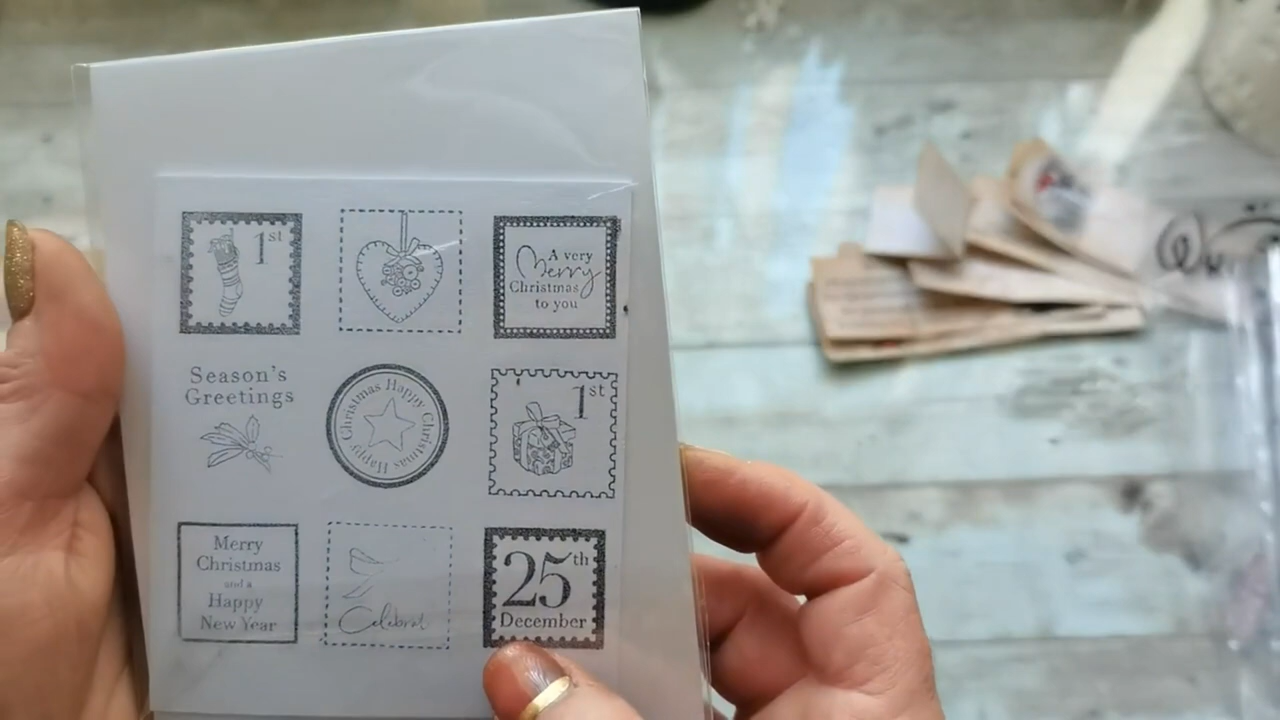 1st
A very
Merry
Christmas
to you
Season's
Greetings
Christmas Happy Christmas Happy
1st
Merry
Christmas
and a
Happy
New Year
25th
December